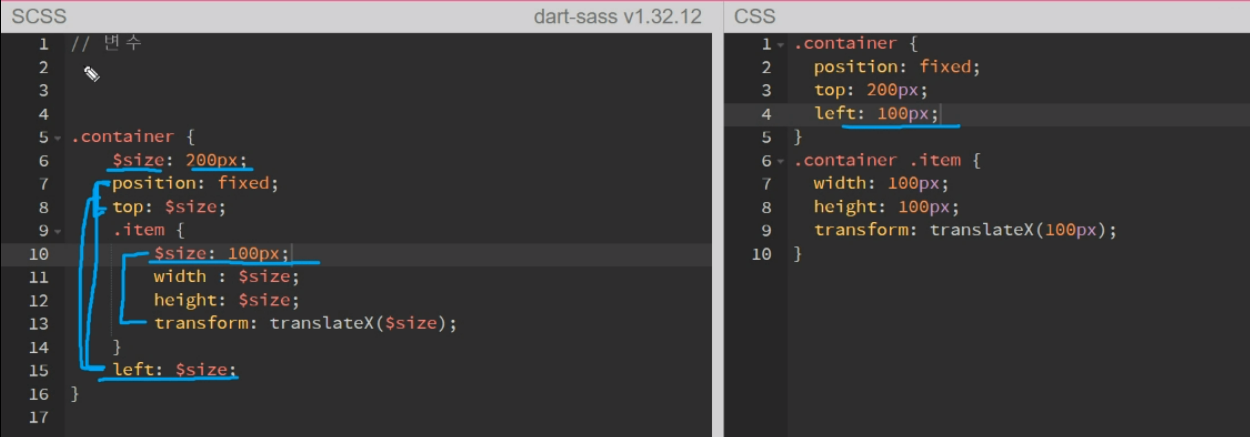 SCSS
dart-sass v1.32.12
1 // 변수
2
3
4
5 .container {
6 $size: 200px;
7 position: fixed;
8 top: $size;
9 .item {
10 $size: 100px;
11 width : $size;
12 height: $size;
13 transform: translateX($size);
14 }
15 left: $size;
16 }
17
CSS
1 .container {
2 position: fixed;
3 top: 200px;
4 left: 100px;
5 }
6 .container .item {
7 width: 100px;
8 height: 100px;
9 transform: translateX(100px);
10 }